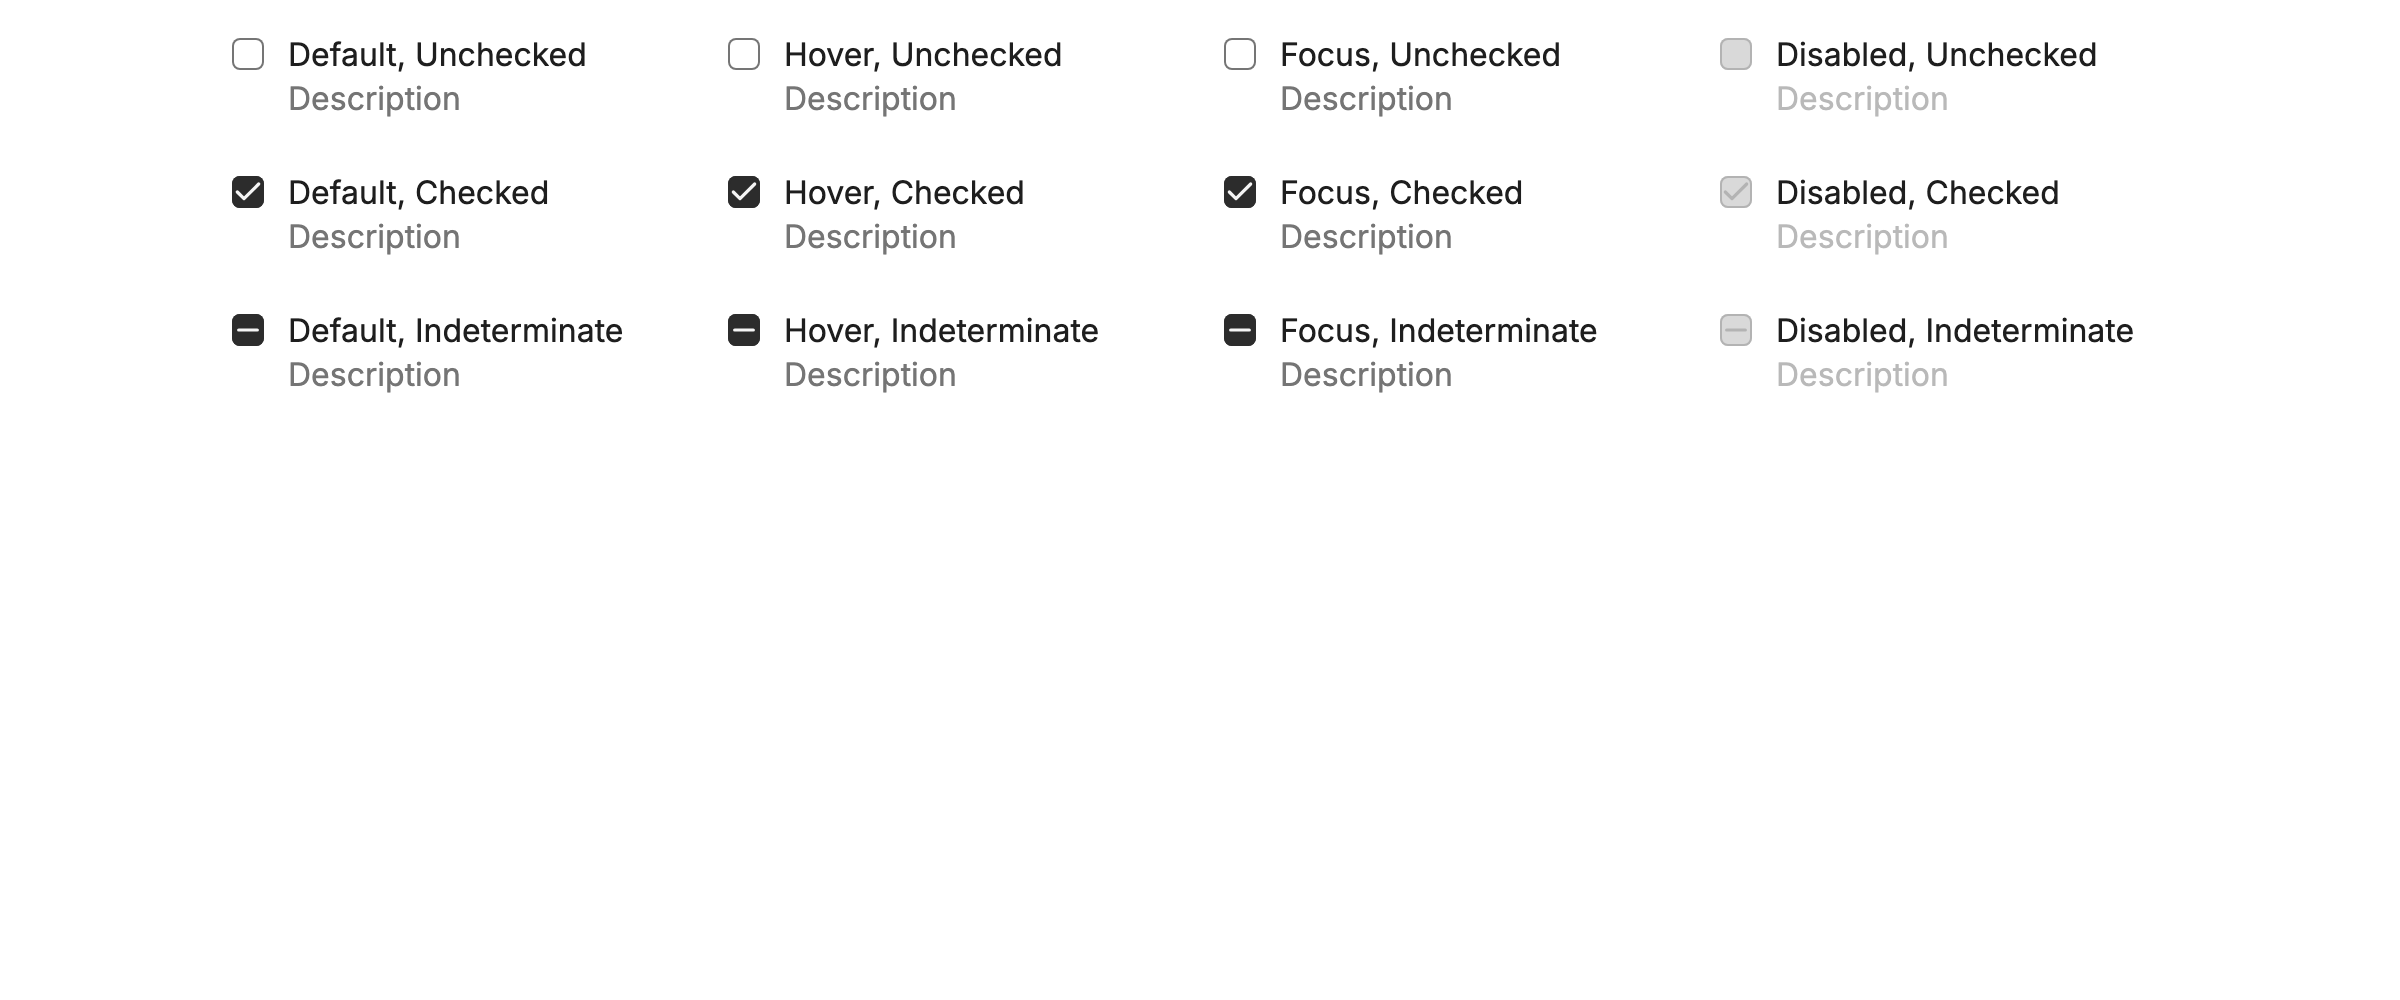 Default, Unchecked
Description
Hover, Unchecked
Description
Focus, Unchecked
Description
Disabled, Unchecked
Description
Default, Checked
Description
Hover, Checked
Description
Focus, Checked
Description
Disabled, Checked
Description
Default, Indeterminate
Description
Hover, Indeterminate
Description
Focus, Indeterminate
Description
Disabled, Indeterminate
Description